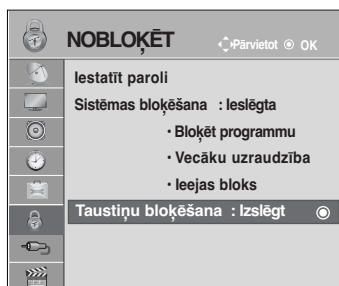 NOBLOĶĒT
Pārvietot OK
Iestatīt paroli
Sistēmas bloķēšana : Ieslēgta
• Bloķēt programmu
• Vecāku uzraudzība
• Ieejas bloks
Taustiņu bloķēšana : Izslēgt